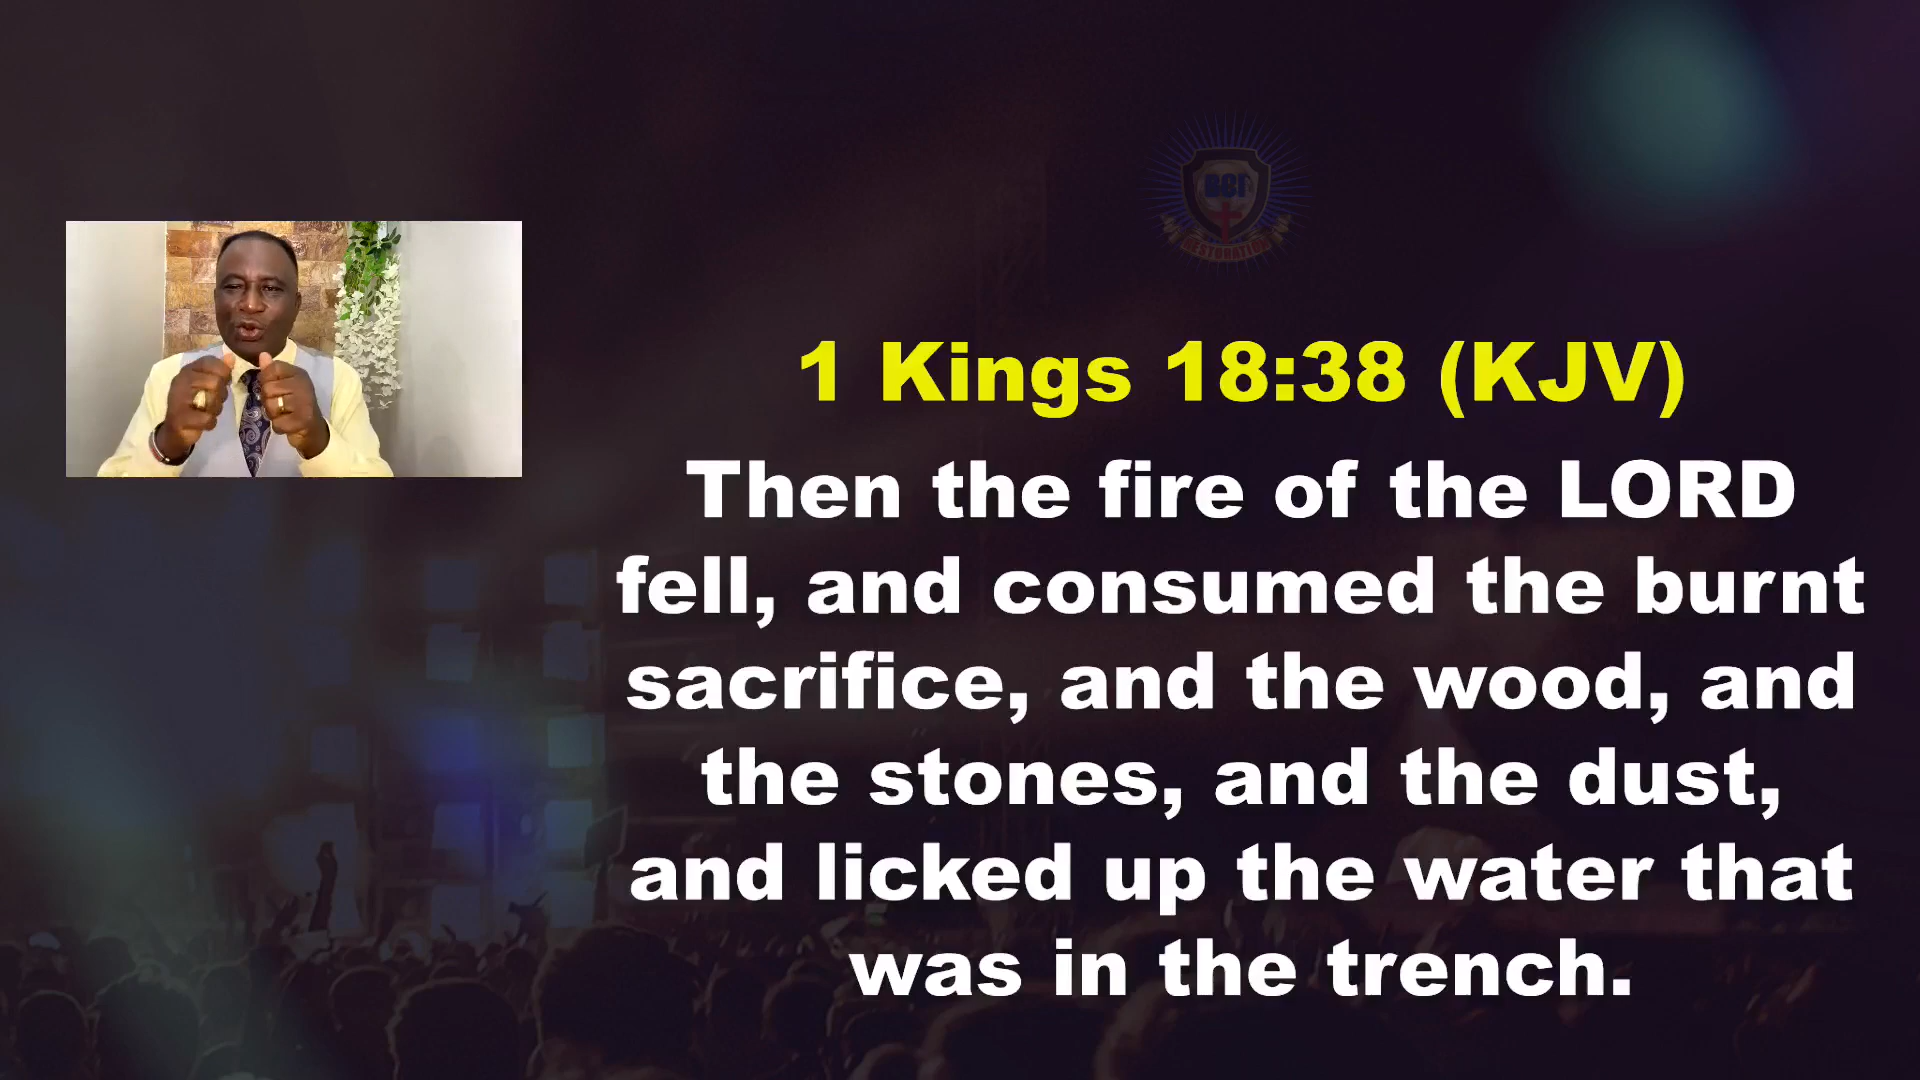 1 Kings 18:38 (KJV)
Then the fire of the LORD
fell, and consumed the burnt
sacrifice, and the wood, and
the stones, and the dust,
and licked up the water that
was in the trench.
RESTORATION